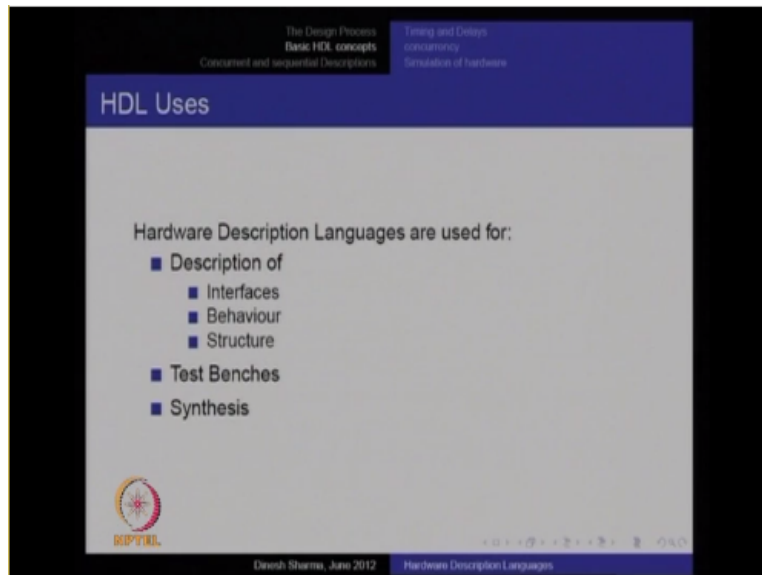 The Design Process
Basic HDL concepts
Concurrent and sequential Descriptions
Timing and Delays
concurrency
Simulation of hardware
HDL Uses
Hardware Description Languages are used for:
Description of
Interfaces
Behaviour
Structure
Test Benches
Synthesis
NPTEL
Dinesh Sharma, June 2012
Hardware Description Languages